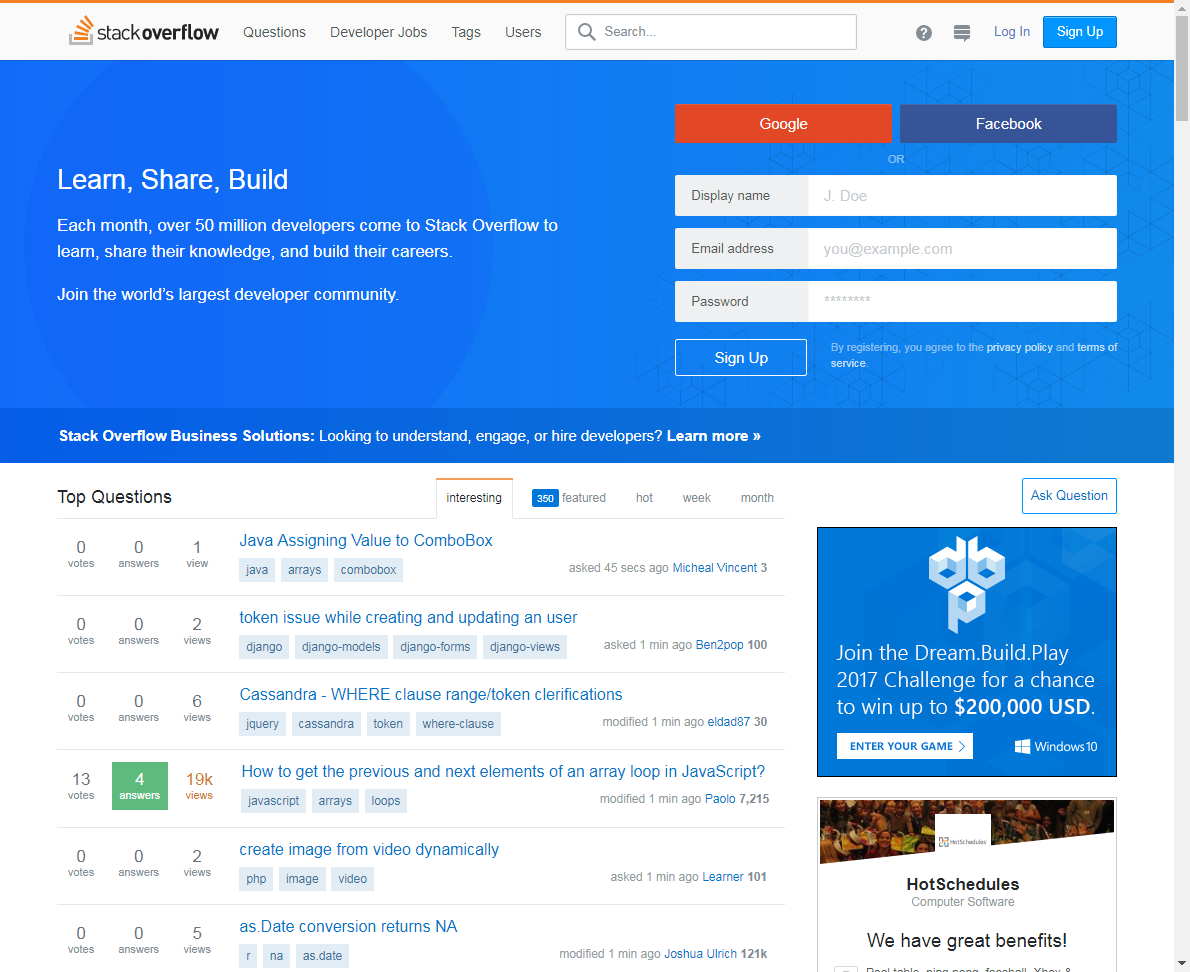 stack overflow Questions Developer Jobs Tags Users Search... ? Log In Sign Up
Google Facebook
OR
Learn, Share, Build
Each month, over 50 million developers come to Stack Overflow to
learn, share their knowledge, and build their careers.
Join the world’s largest developer community.
Display name J. Doe
Email address you@example.com
Password ********
Sign Up
By registering, you agree to the privacy policy and terms of
service.
Stack Overflow Business Solutions: Looking to understand, engage, or hire developers? Learn more »
Top Questions interesting 350 featured hot week month
Ask Question
0 votes 0 answers 1 view
Java Assigning Value to ComboBox
java arrays combobox
asked 45 secs ago Micheal Vincent 3
0 votes 0 answers 2 views
token issue while creating and updating an user
django django-models django-forms django-views
asked 1 min ago Ben2pop 100
0 votes 0 answers 6 views
Cassandra - WHERE clause range/token clerifications
jquery cassandra token where-clause
modified 1 min ago eldad87 30
13 votes 4 answers 19k views
How to get the previous and next elements of an array loop in JavaScript?
javascript arrays loops
modified 1 min ago Paolo 7,215
0 votes 0 answers 2 views
create image from video dynamically
php image video
asked 1 min ago Learner 101
0 votes 0 answers 5 views
as.Date conversion returns NA
r na as.date
modified 1 min ago Joshua Ulrich 121k
dbp
Join the Dream.Build.Play
2017 Challenge for a chance
to win up to $200,000 USD.
ENTER YOUR GAME
Windows10
HotSchedules
HotSchedules
Computer Software
We have great benefits!
Pool table, ping pong, foosball, Xbox &